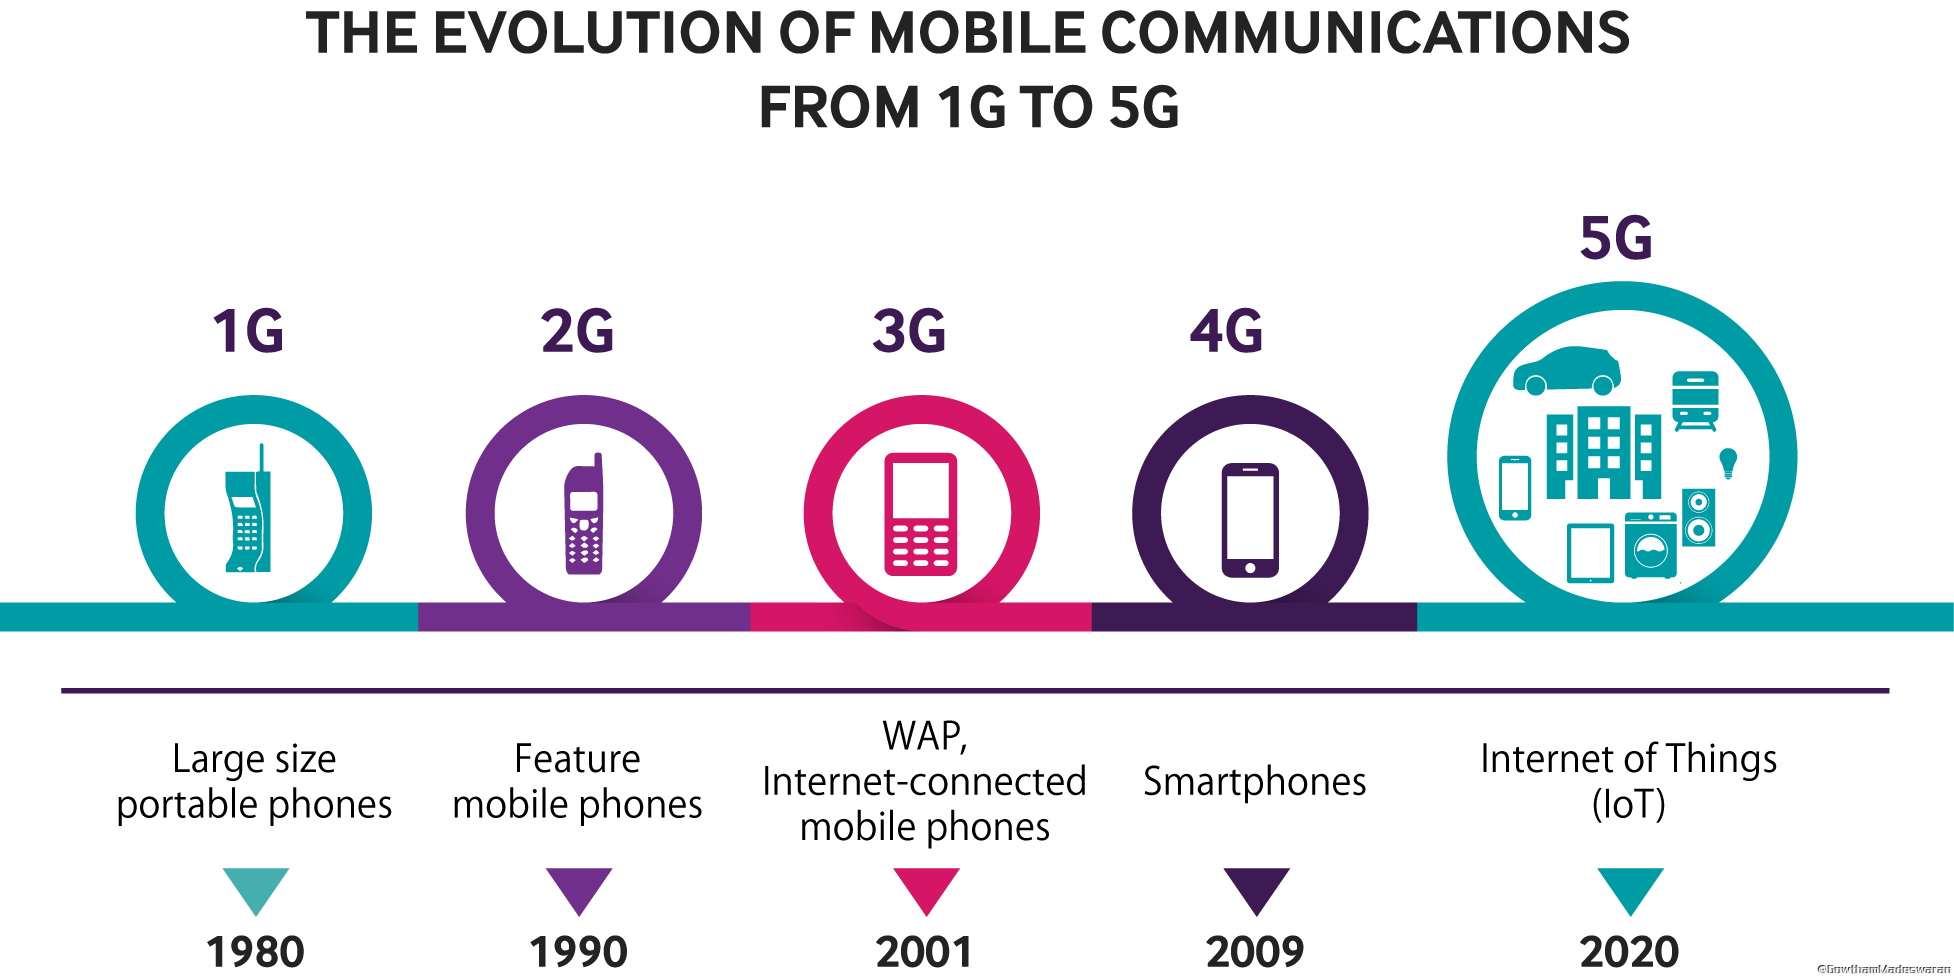 THE EVOLUTION OF MOBILE COMMUNICATIONS
FROM 1G TO 5G
1G
2G
3G
4G
5G
Large size
portable phones
Feature
mobile phones
WAP,
Internet-connected
mobile phones
Smartphones
Internet of Things
(IoT)
1980
1990
2001
2009
2020
@GowthamMadeswaran